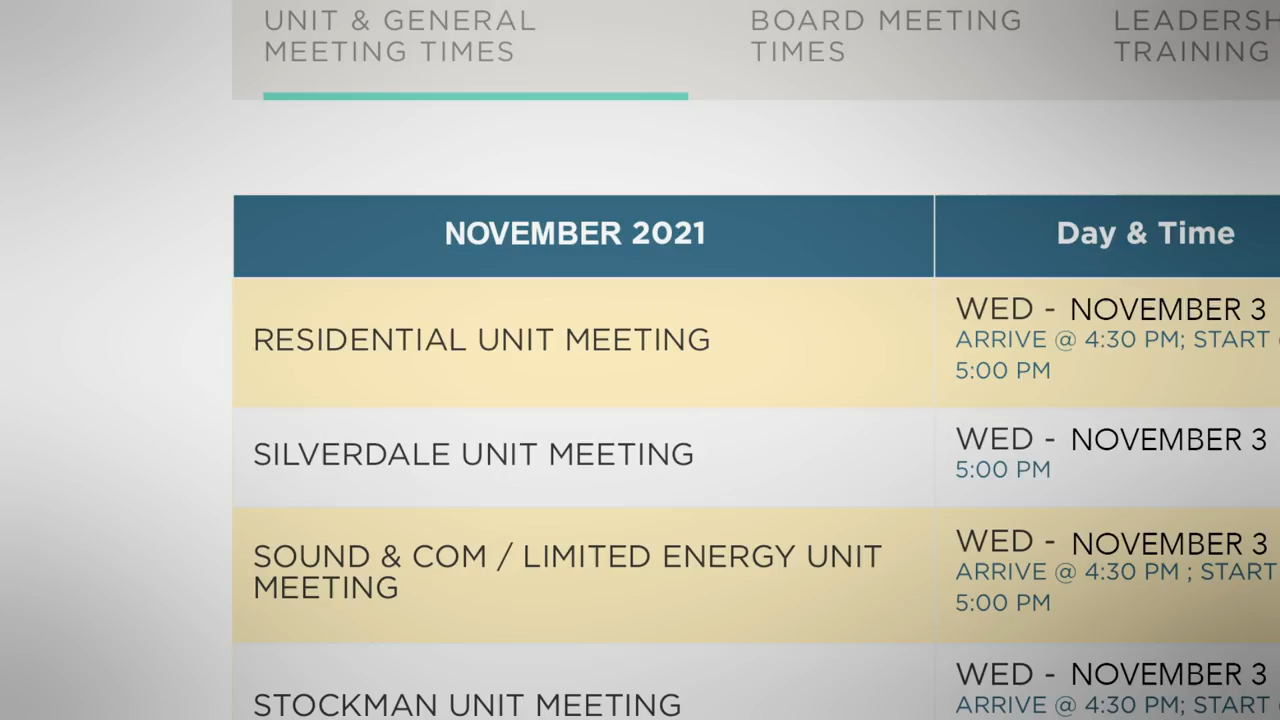 UNIT & GENERAL
MEETING TIMES
BOARD MEETING
TIMES
TRAINING
NOVEMBER 2021
Day & Time
RESIDENTIAL UNIT MEETING
WED - NOVEMBER 3
ARRIVE @ 4:30 PM; START
5:00 PM
SILVERDALE UNIT MEETING
WED - NOVEMBER 3
5:00 PM
SOUND & COM / LIMITED ENERGY UNIT
MEETING
WED - NOVEMBER 3
ARRIVE @ 4:30 PM ; START
5:00 PM
STOCKMAN UNIT MEETING
WED - NOVEMBER 3
ARRIVE @ 4:30 PM; START